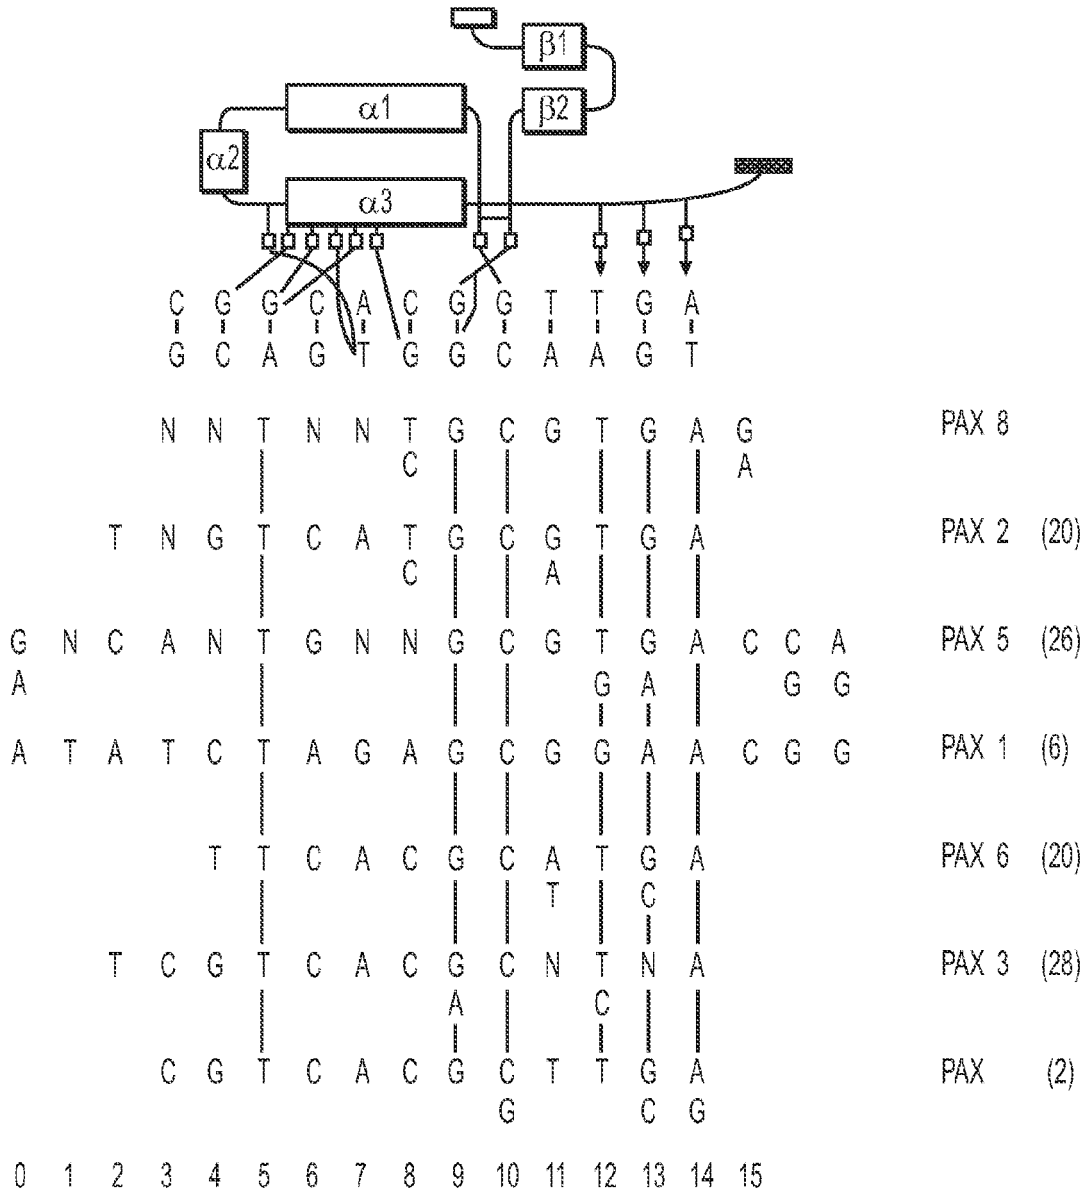 β1
β2
α1
α2
α3
C G G C A C G G T T G A
G C A G T G G C A A G T
N N T N N T G C G T G A G PAX 8
C A
T N G T C A T G C G T G A PAX 2 (20)
C A
G N C A N T G N N G C G T G A C C A PAX 5 (26)
A G A G G
A T A T C T A G A G C G G A A C G G PAX 1 (6)
T T C A C G C A T G A PAX 6 (20)
T C
T C G T C A C G C N T N A PAX 3 (28)
A C
C G T C A C G C T T G A PAX (2)
G C G
0 1 2 3 4 5 6 7 8 9 10 11 12 13 14 15